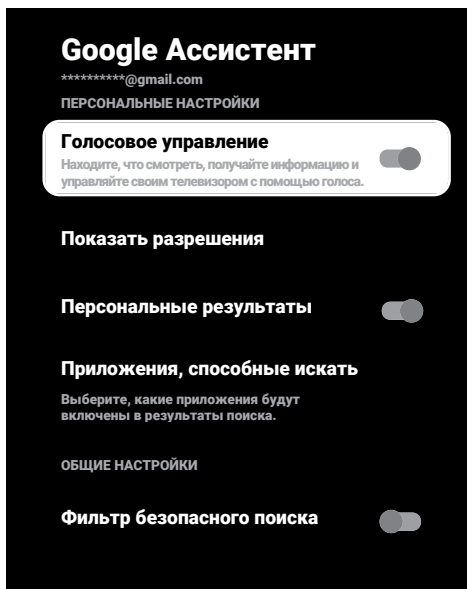 Google Ассистент
**********@gmail.com
ПЕРСОНАЛЬНЫЕ НАСТРОЙКИ
Голосовое управление
Находите, что смотреть, получайте информацию и
управляйте своим телевизором с помощью голоса.
Показать разрешения
Персональные результаты
Приложения, способные искать
Выберите, какие приложения будут
включены в результаты поиска.
ОБЩИЕ НАСТРОЙКИ
Фильтр безопасного поиска